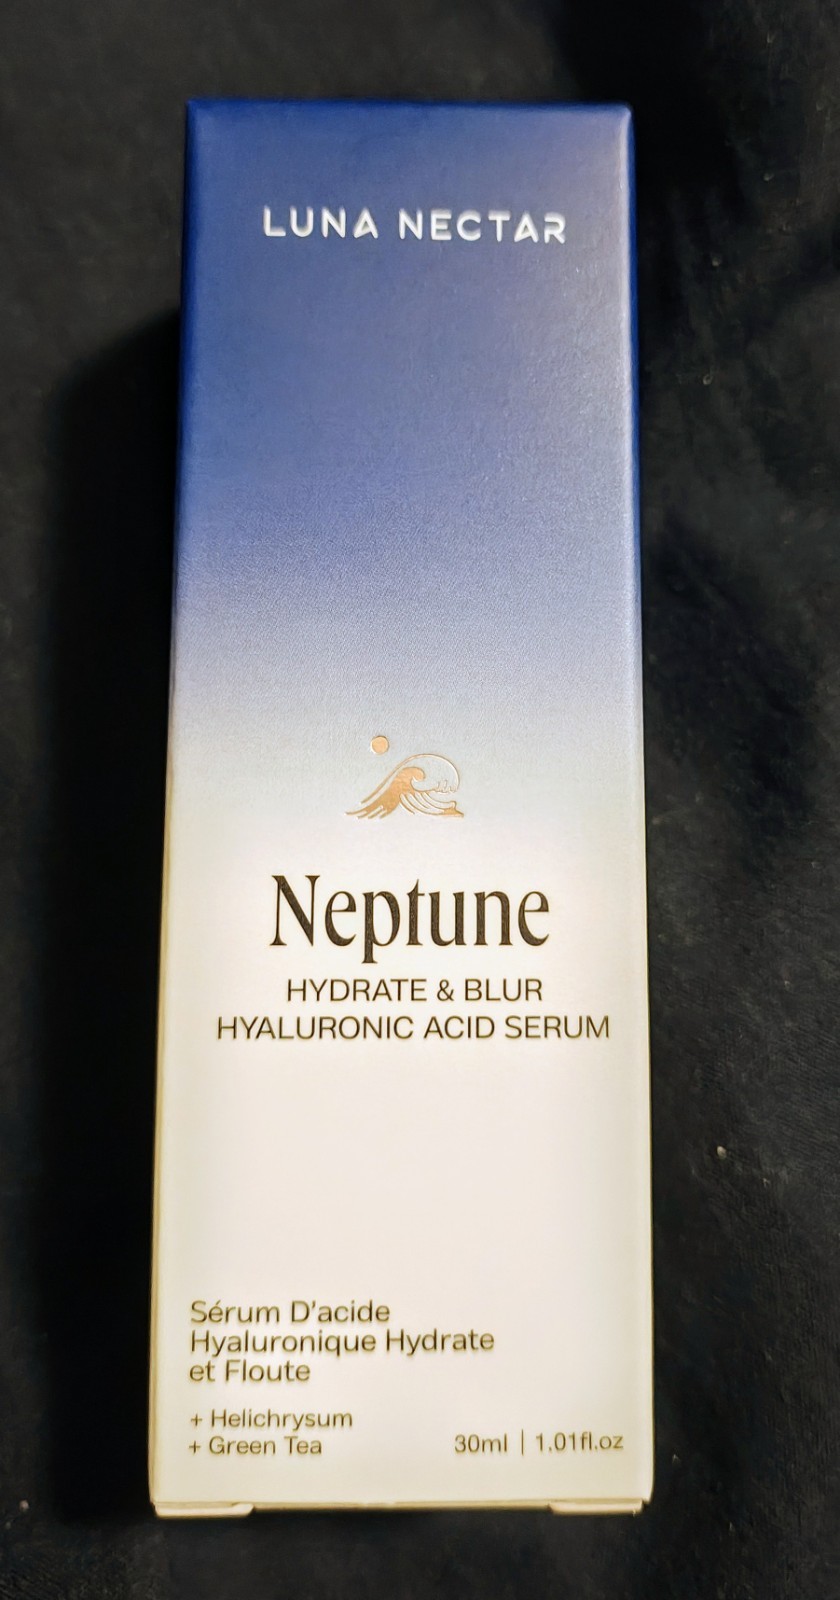 LUNA NECTAR
Neptune
HYDRATE & BLUR
HYALURONIC ACID SERUM
Sérum D'acide
Hyaluronique Hydrate
et Floute
+ Helichrysum
+ Green Tea
30ml | 1.01fl.oz